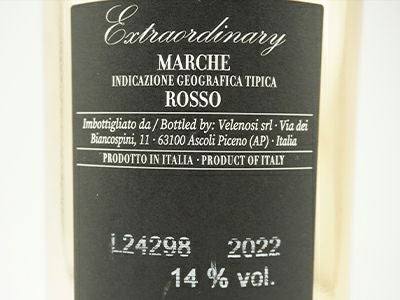 Extraordinary
MARCHE
INDICAZIONE GEOGRAFICA TIPICA
ROSSO
Imbottigliato da / Bottled by: Velenosi srl · Via dei
Biancospini, 11 · 63100 Ascoli Piceno (AP) · Italia
PRODOTTO IN ITALIA · PRODUCT OF ITALY
L24298 2022
14 % vol.